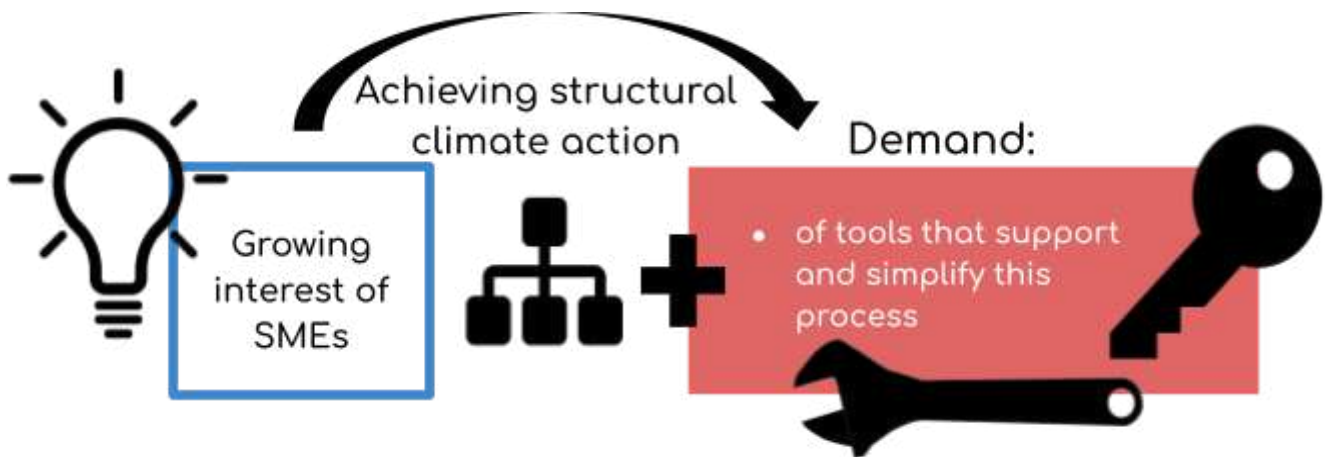 Achieving structural
climate action
Demand:
Growing
interest of
SMEs
• of tools that support
and simplify this
process